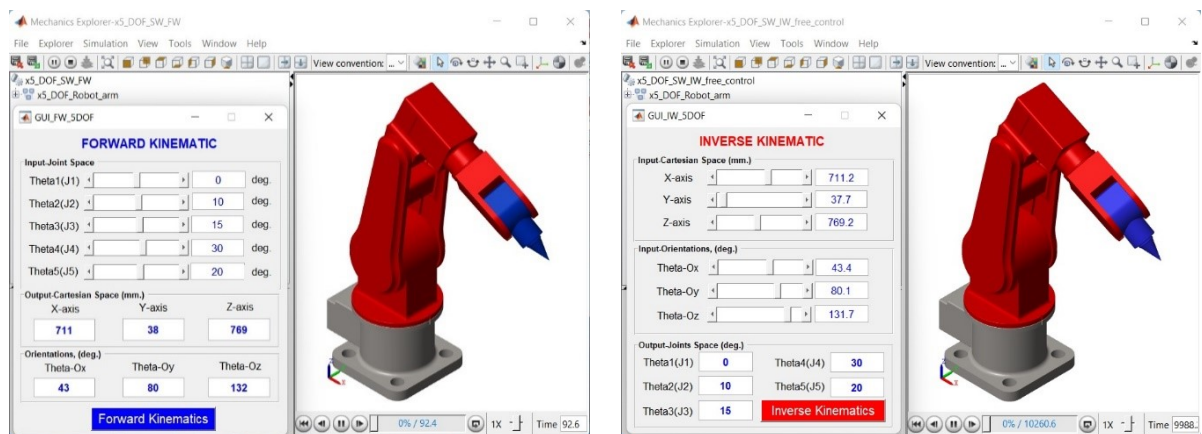 Mechanics Explorer-x5_DOF_SW_FW
File Explorer Simulation View Tools Window Help
View convention: ...
x5_DOF_SW_FW
x5_DOF_Robot_arm
GUI_FW_5DOF
FORWARD KINEMATIC
Input-Joint Space
Theta1(J1) 0 deg.
Theta2(J2) 10 deg.
Theta3(J3) 15 deg.
Theta4(J4) 30 deg.
Theta5(J5) 20 deg.
Output-Cartesian Space (mm.)
X-axis Y-axis Z-axis
711 38 769
Orientations, (deg.)
Theta-Ox Theta-Oy Theta-Oz
43 80 132
Forward Kinematics
0% / 92.4 1X Time 92.6
Mechanics Explorer-x5_DOF_SW_IW_free_control
File Explorer Simulation View Tools Window Help
View convention: ...
x5_DOF_SW_IW_free_control
x5_DOF_Robot_arm
GUI_IW_5DOF
INVERSE KINEMATIC
Input-Cartesian Space (mm.)
X-axis 711.2
Y-axis 37.7
Z-axis 769.2
Input-Orientations, (deg.)
Theta-Ox 43.4
Theta-Oy 80.1
Theta-Oz 131.7
Output-Joints Space (deg.)
Theta1(J1) 0 Theta4(J4) 30
Theta2(J2) 10 Theta5(J5) 20
Theta3(J3) 15 Inverse Kinematics
0% / 10260.6 1X Time 9988..